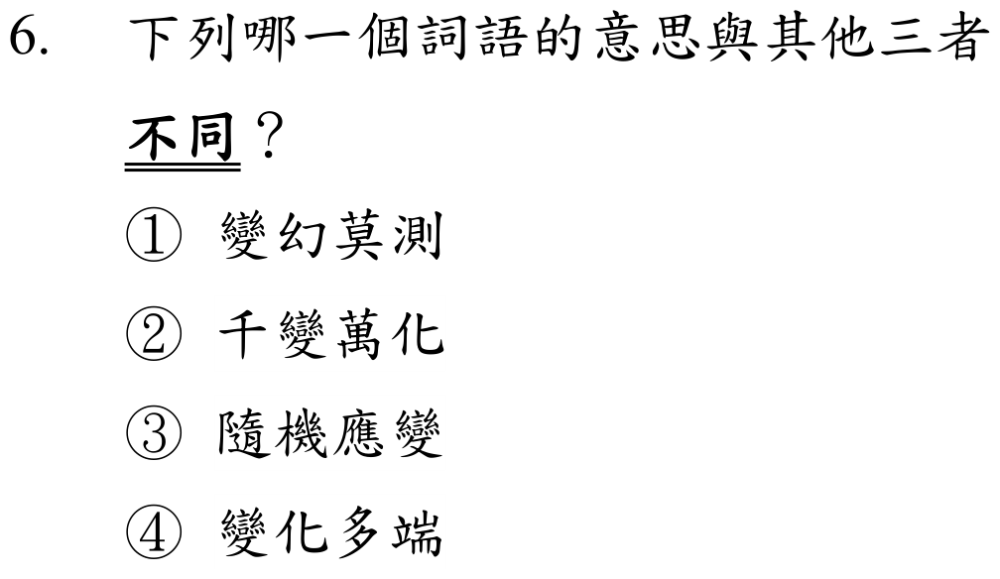 6. 下列哪一個詞語的意思與其他三者
不同？
① 變幻莫測
② 千變萬化
③ 隨機應變
④ 變化多端